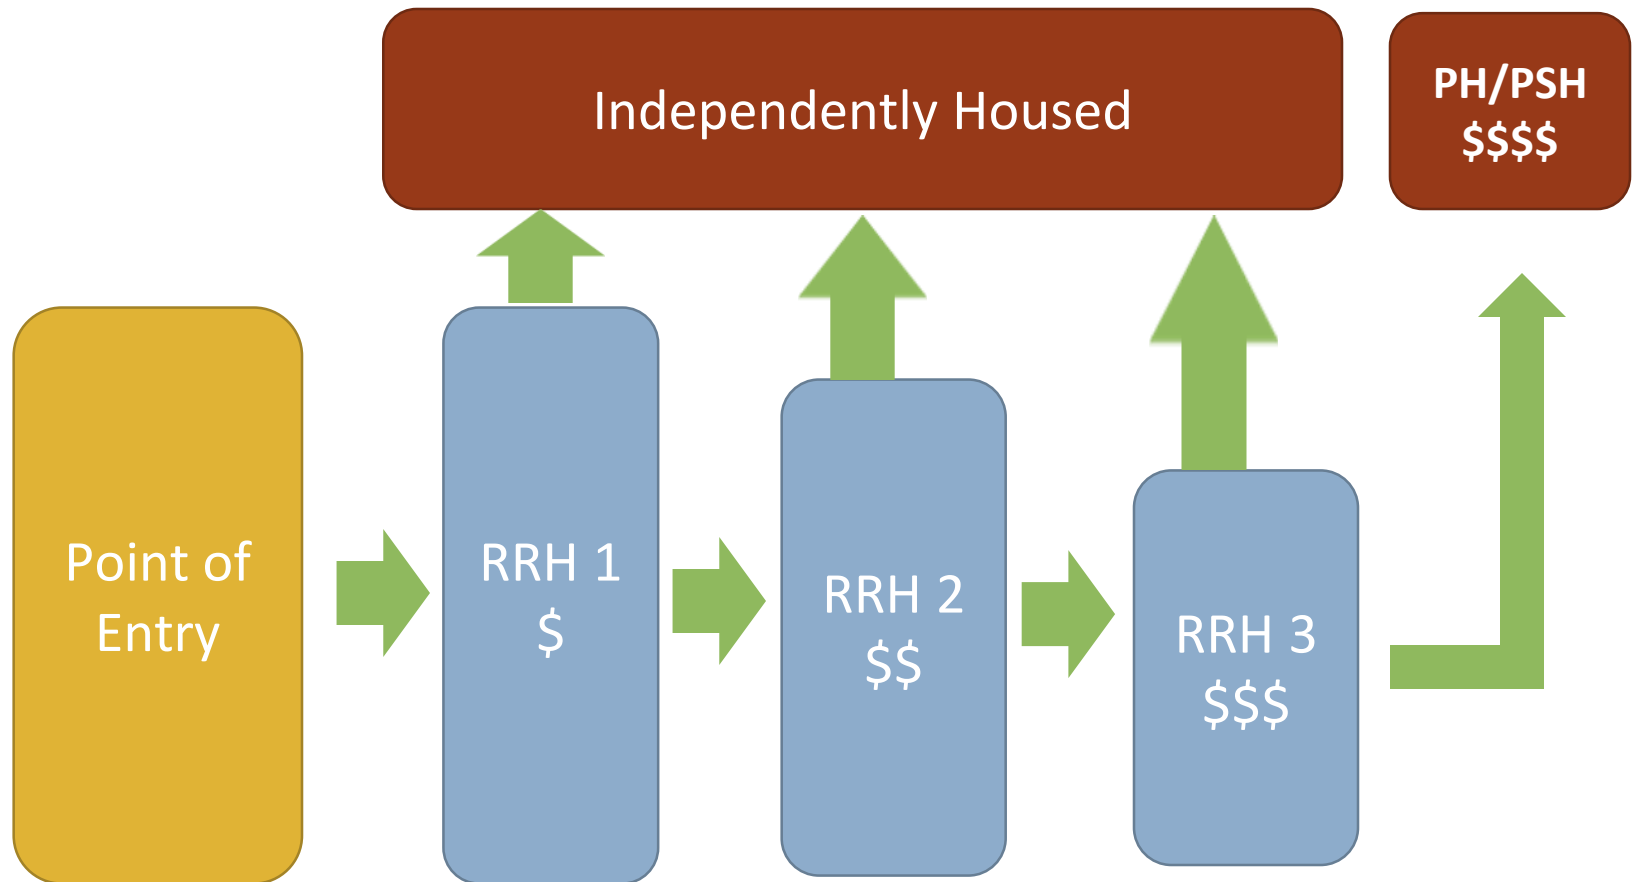 Independently Housed
PH/PSH
$$$$
Point of
Entry
RRH 1
$
RRH 2
$$
RRH 3
$$$